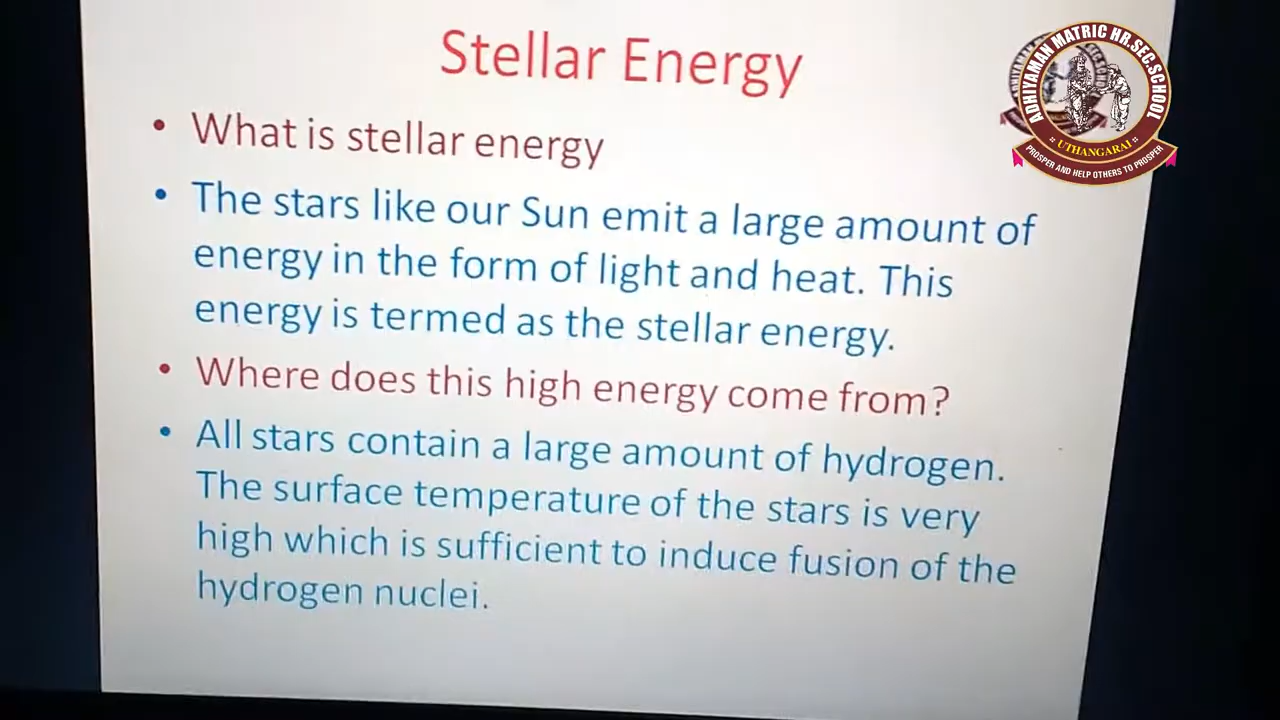 Stellar Energy
• What is stellar energy
• The stars like our Sun emit a large amount of
energy in the form of light and heat. This
energy is termed as the stellar energy.
• Where does this high energy come from?
• All stars contain a large amount of hydrogen.
The surface temperature of the stars is very
high which is sufficient to induce fusion of the
hydrogen nuclei.
ADHIYAMAN MATRIC HR.SEC.SCHOOL
UTHANGARAI
PROSPER AND HELP OTHERS TO PROSPER